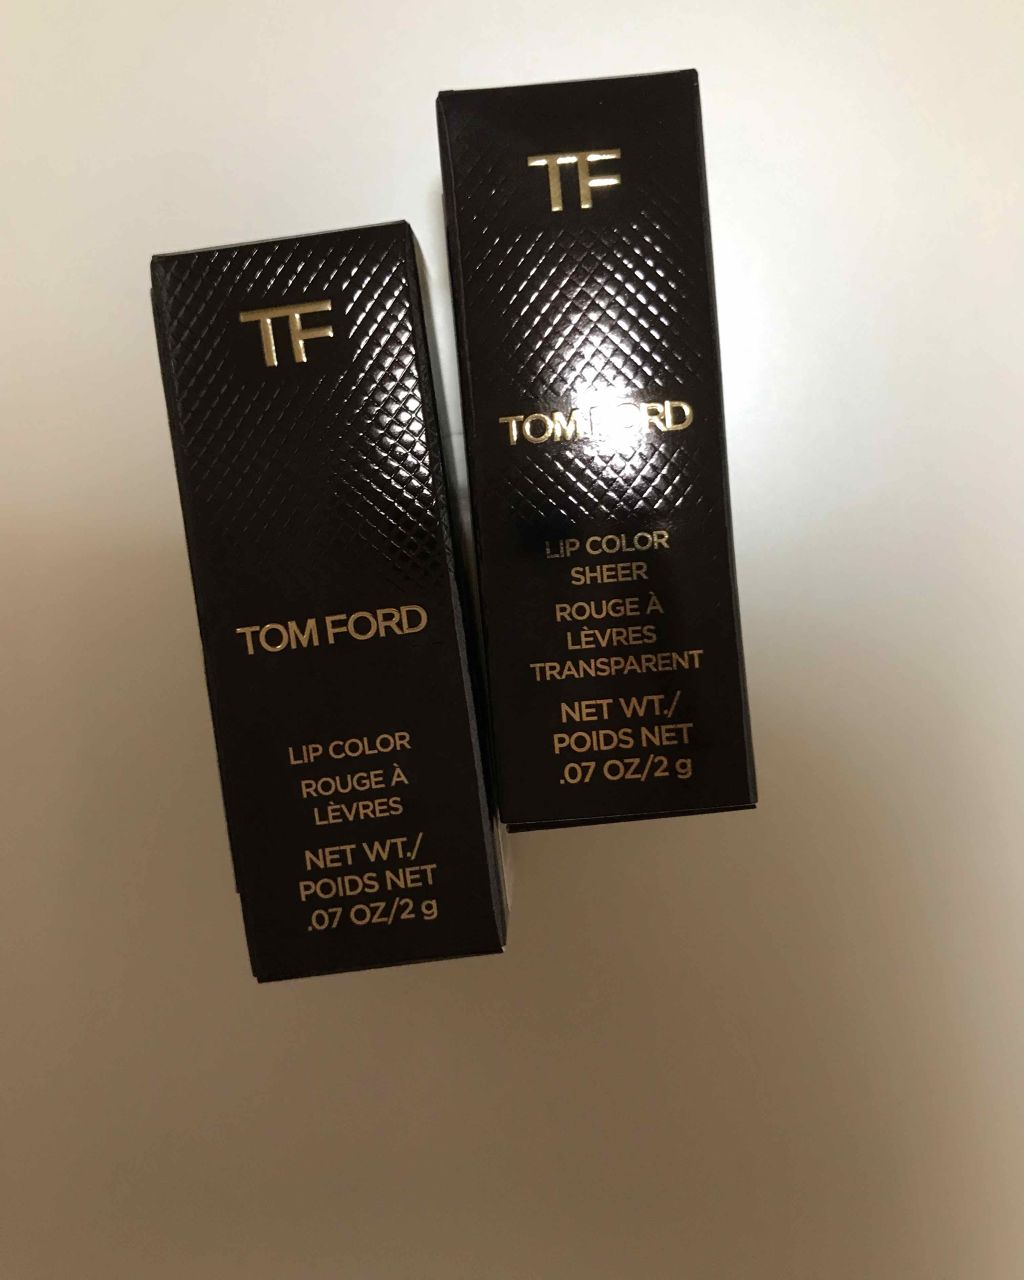 TF
TOM FORD
LIP COLOR
ROUGE À
LÈVRES
NET WT./
POIDS NET
.07 OZ/2 g
TF
TOM FORD
LIP COLOR
SHEER
ROUGE À
LÈVRES
TRANSPARENT
NET WT./
POIDS NET
.07 OZ/2 g